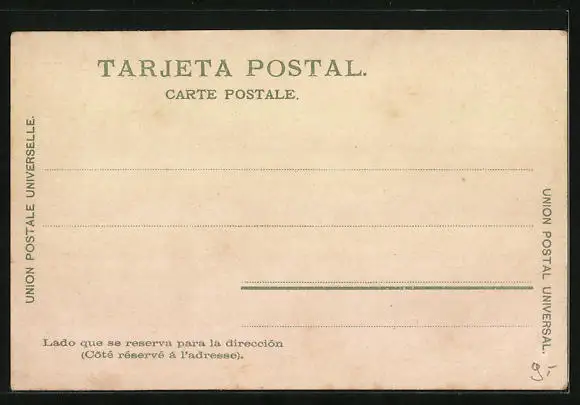 TARJETA POSTAL.
CARTE POSTALE.
UNION POSTALE UNIVERSELLE.
UNION POSTAL UNIVERSAL.
Lado que se reserva para la dirección
(Côté réservé á l'adresse).